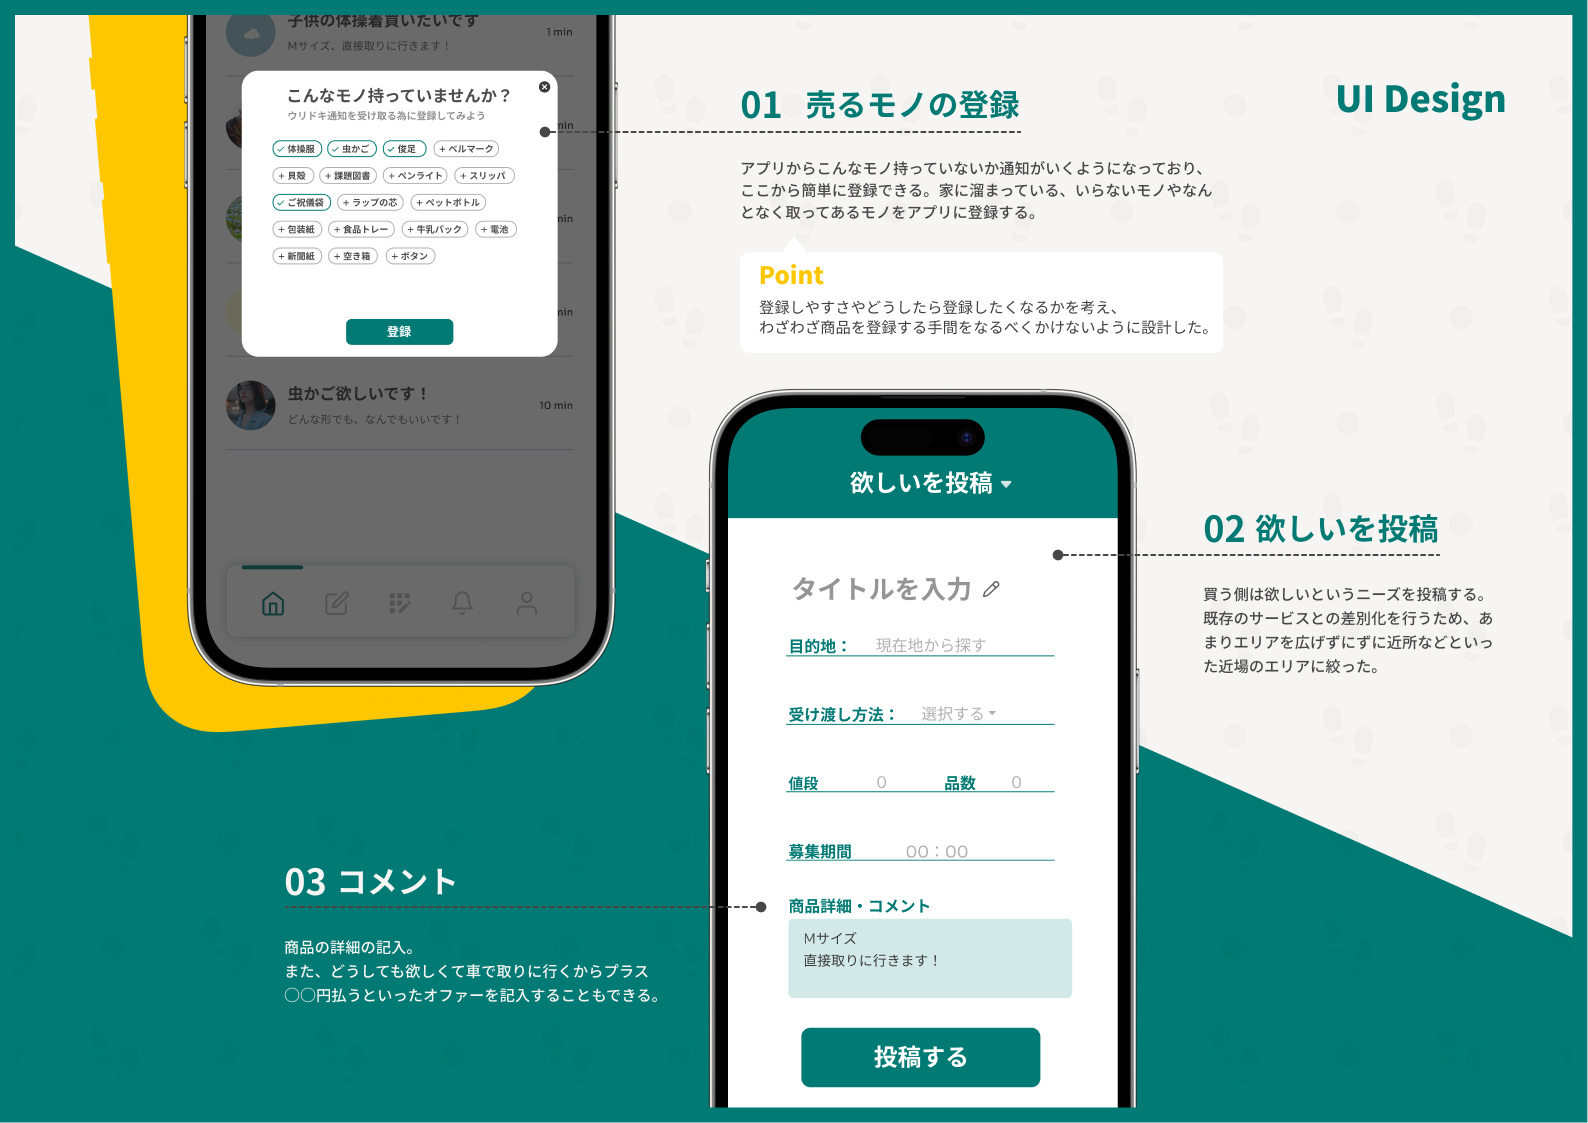 UI Design
子供の体操着買いたいです
1 min
Mサイズ、直接取りに行きます！
こんなモノ持っていませんか？
ウリドキ通知を受け取る為に登録してみよう
体操服 虫かご 俊足 + ベルマーク
+ 貝殻 + 課題図書 + ペンライト + スリッパ
ご祝儀袋 + ラップの芯 + ペットボトル
+ 包装紙 + 食品トレー + 牛乳パック + 電池
+ 新聞紙 + 空き箱 + ボタン
登録
min
min
min
虫かご欲しいです！
10 min
どんな形でも、なんでもいいです！
01 売るモノの登録
アプリからこんなモノ持っていないか通知がいくようになっており、
ここから簡単に登録できる。家に溜まっている、いらないモノやなん
となく取ってあるモノをアプリに登録する。
Point
登録しやすさやどうしたら登録したくなるかを考え、
わざわざ商品を登録する手間をなるべくかけないように設計した。
02 欲しいを投稿
買う側は欲しいというニーズを投稿する。
既存のサービスとの差別化を行うため、あ
まりエリアを広げずにずに近所などといっ
た近場のエリアに絞った。
欲しいを投稿
タイトルを入力
目的地： 現在地から探す
受け渡し方法： 選択する
値段 0 品数 0
募集期間 00：00
商品詳細・コメント
Mサイズ
直接取りに行きます！
投稿する
03 コメント
商品の詳細の記入。
また、どうしても欲しくて車で取りに行くからプラス
〇〇円払うといったオファーを記入することもできる。